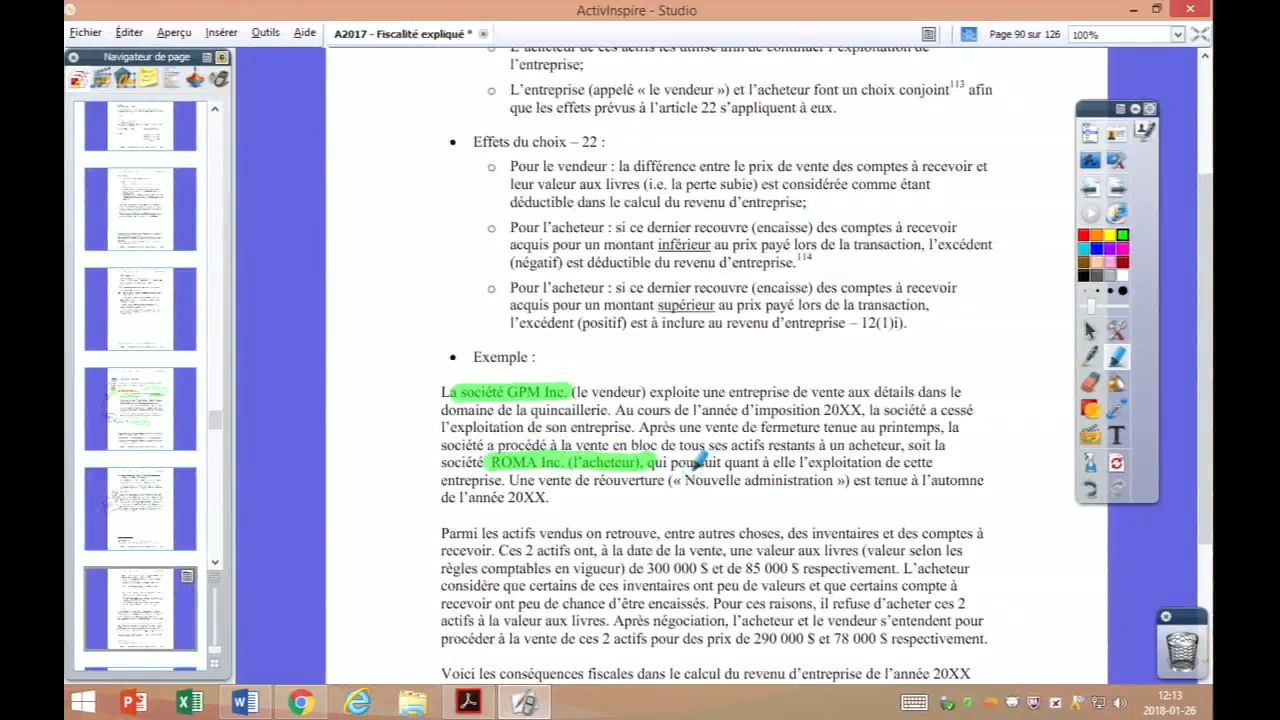 ActivInspire - Studio
Fichier Éditer Aperçu Insérer Outils Aide
A2017 - Fiscalité expliqué *
Page 90 sur 126
100%
Navigateur de page
L'acheteur de ces actifs les utilise afin de continuer l'exploitation de
l'entreprise;
o L'entreprise (appelé « le vendeur ») et l'acheteur font un choix conjoint113 afin
que les effets prévus à l'article 22 s'appliquent à eux.
• Effets du choix – 22 :
o Pour le vendeur : la différence entre le prix de vente des comptes à recevoir et
leur valeur aux livres (i.e. la perte subie) est considérée comme étant
déductible dans le calcul du revenu d'entreprise;
o Pour l'acheteur : si ce dernier recouvre (encaisse) des comptes à recevoir
acquis pour un montant inférieur au prix payé lors de la transaction, l'excédent
(négatif) est déductible du revenu d'entreprise.114
o Pour l'acheteur : si ce dernier recouvre (encaisse) des comptes à recevoir
acquis pour un montant supérieur au prix payé lors de la transaction,
l'excédent (positif) est à inclure au revenu d'entreprise – 12(1)i).
• Exemple :
La société GPM Inc. (vendeur) exploite une entreprise de vente aux détails dans le
domaine de la quincaillerie. Au cours de l'année d'imposition 20XX, la société a cessé
l'exploitation de son entreprise. Après une vente de fermeture tenue au printemps, la
société a procédé à la vente en bloc de tous ses actifs restants à un acheteur, soit la
société ROMA Inc. (l'acheteur), qui poursuit quant à elle l'exploitation de cette
entreprise. Une vente de réouverture (« Nouvelle administration ») est tenue à l'automne
de l'année 20XX.
Parmi les actifs vendus, on retrouve, entre autres choses, des inventaires et des comptes à
recevoir. Ces 2 actifs ont, à la date de la vente, une valeur aux livres (valeur selon les
règles comptables en vigueur) de 300 000 $ et de 85 000 $ respectivement. L'acheteur
considère que certaines invendus ont peu de valeurs et que certains compte à
recevoir ont peu de chance d'être encaissés. Pour ces raisons, il refuse d'acheter ces 2
actifs à la valeur aux livres. Après négociation, l'acheteur et le vendeur s'entendent pour
procéder à la vente de ces 2 actifs pour des prix de 290 000 $ et 78 000 $ respectivement.
Voici les conséquences fiscales dans le calcul du revenu d'entreprise de l'année 20XX
12:13
2018-01-26